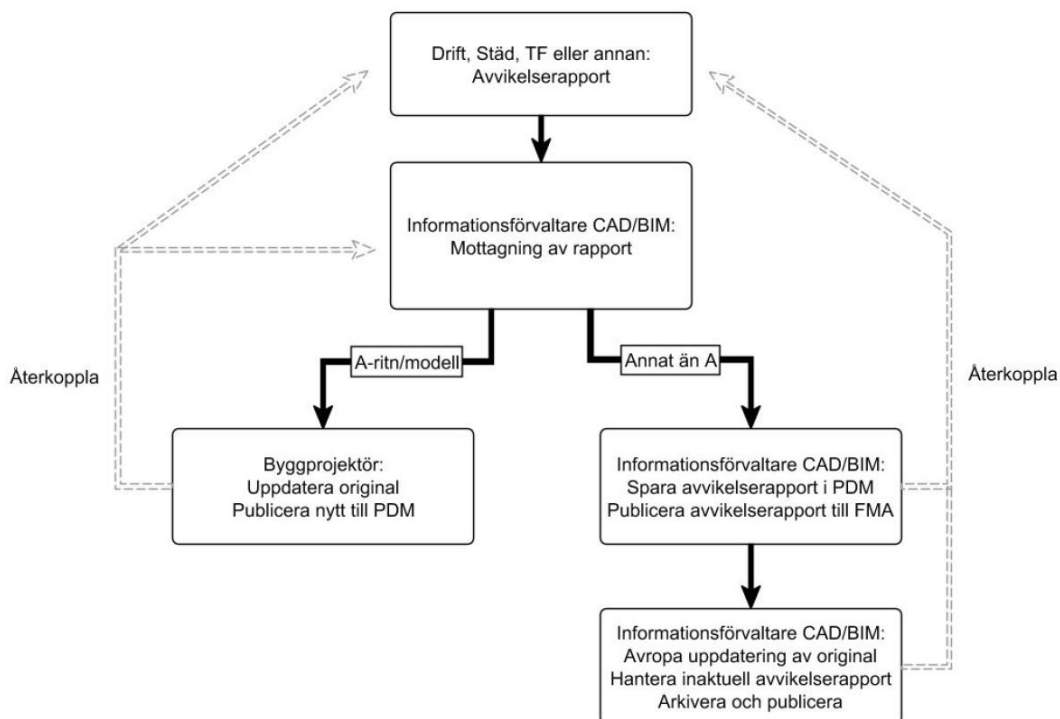 Drift, Städ, TF eller annan:
Avvikelserapport
Informationsförvaltare CAD/BIM:
Mottagning av rapport
A-ritn/modell
Annat än A
Återkoppla
Återkoppla
Byggprojektör:
Uppdatera original
Publicera nytt till PDM
Informationsförvaltare CAD/BIM:
Spara avvikelserapport i PDM
Publicera avvikelserapport till FMA
Informationsförvaltare CAD/BIM:
Avropa uppdatering av original
Hantera inaktuell avvikelserapport
Arkivera och publicera